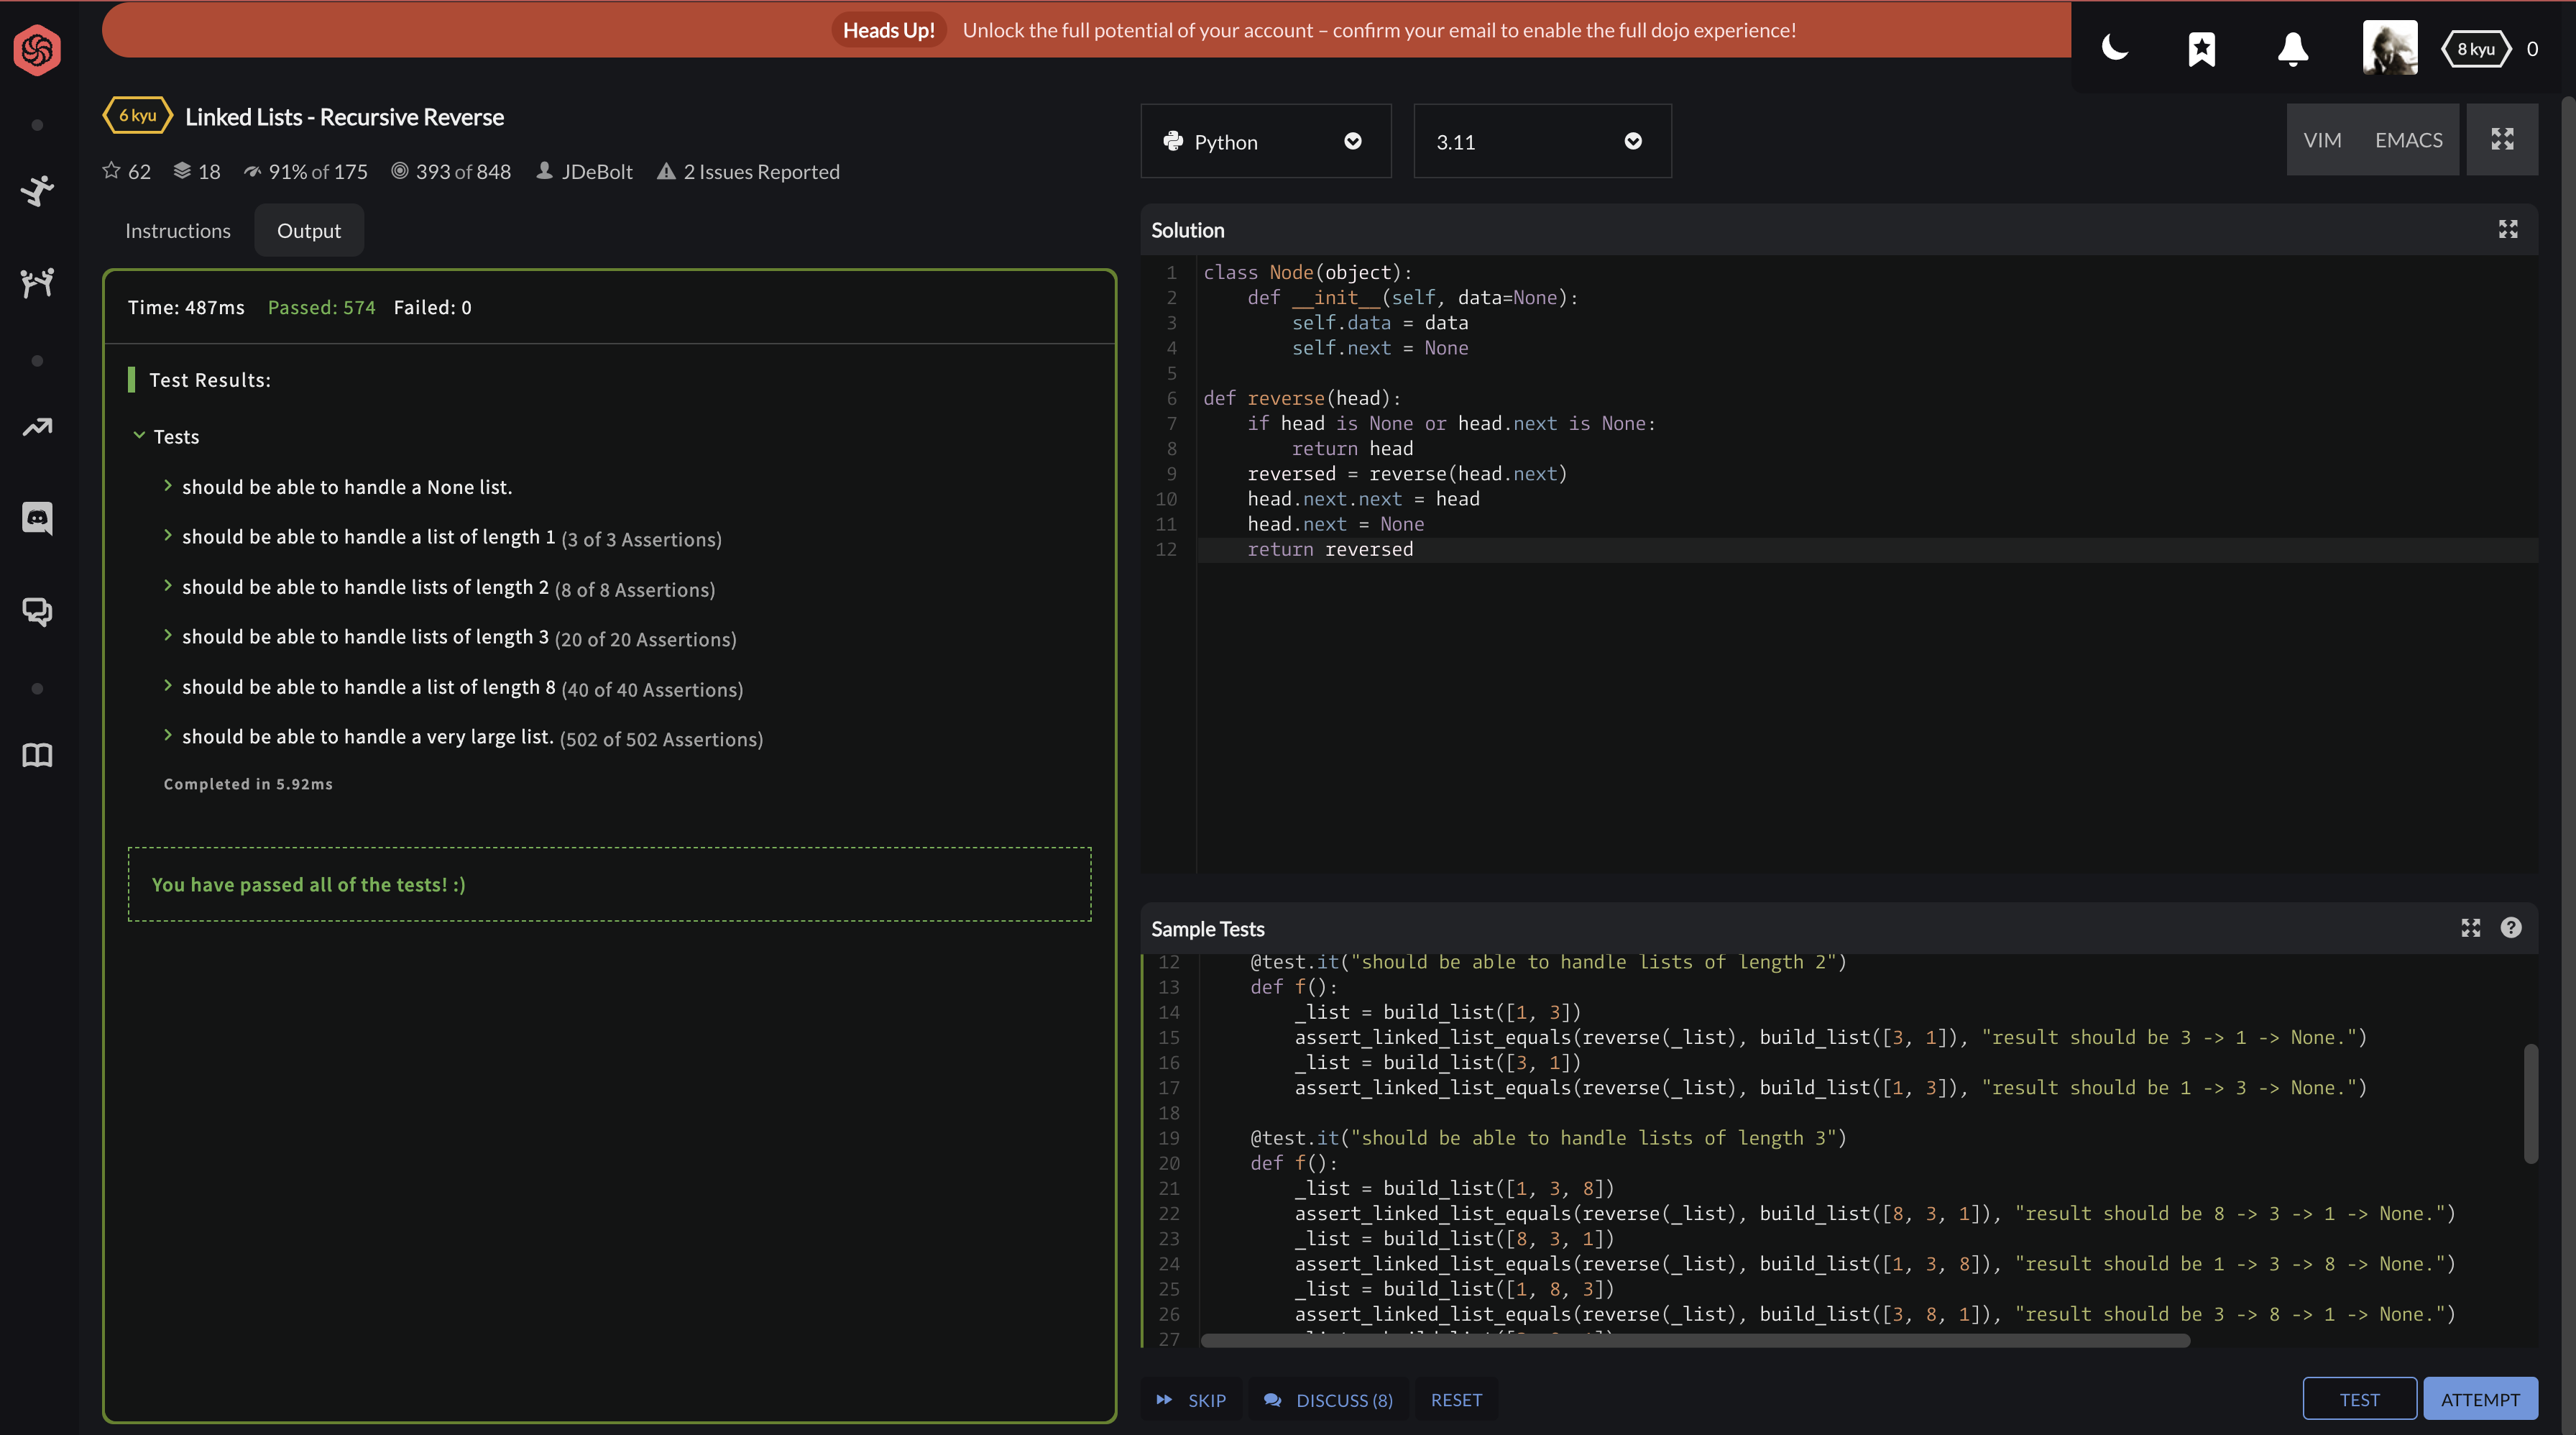 Heads Up! Unlock the full potential of your account – confirm your email to enable the full dojo experience!
8 kyu 0
6 kyu Linked Lists - Recursive Reverse
62 18 91% of 175 393 of 848 JDeBolt 2 Issues Reported
Instructions Output
Time: 487ms Passed: 574 Failed: 0
Test Results:
Tests
should be able to handle a None list.
should be able to handle a list of length 1 (3 of 3 Assertions)
should be able to handle lists of length 2 (8 of 8 Assertions)
should be able to handle lists of length 3 (20 of 20 Assertions)
should be able to handle a list of length 8 (40 of 40 Assertions)
should be able to handle a very large list. (502 of 502 Assertions)
Completed in 5.92ms
You have passed all of the tests! :)
Python 3.11 VIM EMACS
Solution
1 class Node(object):
2     def __init__(self, data=None):
3         self.data = data
4         self.next = None
5
6 def reverse(head):
7     if head is None or head.next is None:
8         return head
9     reversed = reverse(head.next)
10     head.next.next = head
11     head.next = None
12     return reversed
Sample Tests
12     @test.it("should be able to handle lists of length 2")
13     def f():
14         _list = build_list([1, 3])
15         assert_linked_list_equals(reverse(_list), build_list([3, 1]), "result should be 3 -> 1 -> None.")
16         _list = build_list([3, 1])
17         assert_linked_list_equals(reverse(_list), build_list([1, 3]), "result should be 1 -> 3 -> None.")
18
19     @test.it("should be able to handle lists of length 3")
20     def f():
21         _list = build_list([1, 3, 8])
22         assert_linked_list_equals(reverse(_list), build_list([8, 3, 1]), "result should be 8 -> 3 -> 1 -> None.")
23         _list = build_list([8, 3, 1])
24         assert_linked_list_equals(reverse(_list), build_list([1, 3, 8]), "result should be 1 -> 3 -> 8 -> None.")
25         _list = build_list([1, 8, 3])
26         assert_linked_list_equals(reverse(_list), build_list([3, 8, 1]), "result should be 3 -> 8 -> 1 -> None.")
27
SKIP DISCUSS (8) RESET TEST ATTEMPT